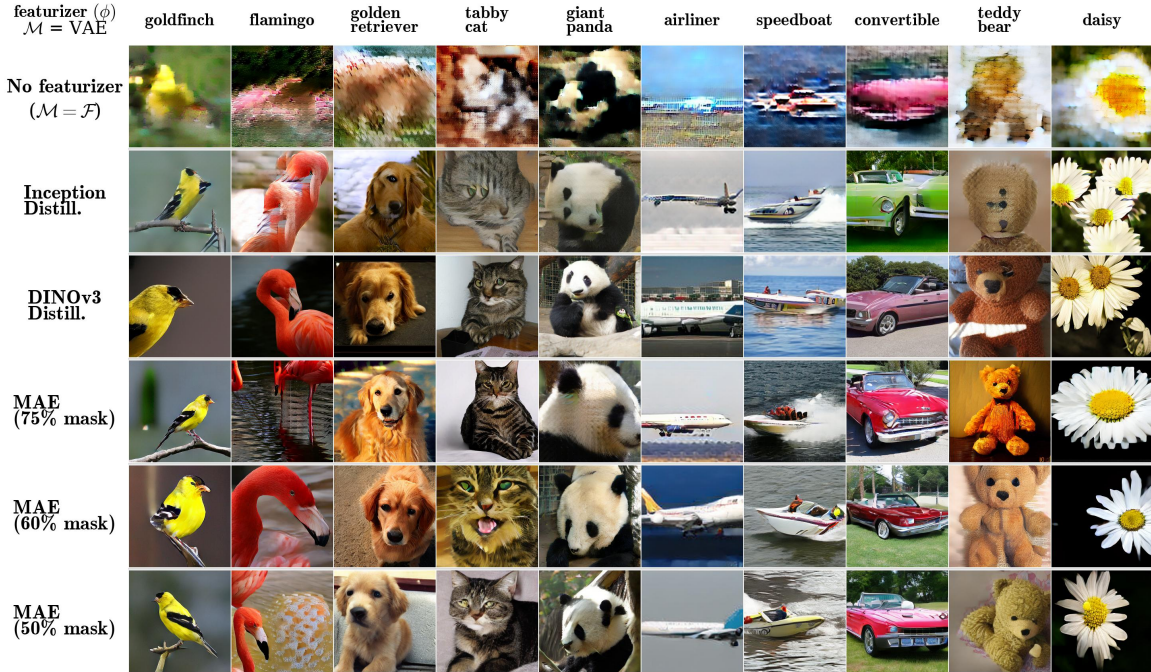 featurizer (ϕ)
ℳ = VAE
goldfinch
flamingo
golden
retriever
tabby
cat
giant
panda
airliner
speedboat
convertible
teddy
bear
daisy
No featurizer
(ℳ = ℱ)
Inception
Distill.
DINOv3
Distill.
MAE
(75% mask)
MAE
(60% mask)
MAE
(50% mask)